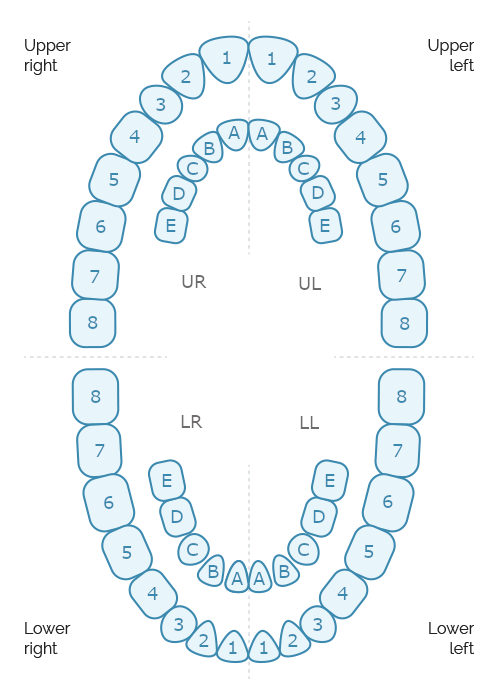 Upper
right
Upper
left
1 1
2 2
3 3
4 4
5 5
6 6
7 7
8 8
A A
B B
C C
D D
E E
UR UL
8 8
7 7
6 6
5 5
4 4
3 3
2 2
1 1
LR LL
E E
D D
C C
B B
A A
Lower
right
Lower
left